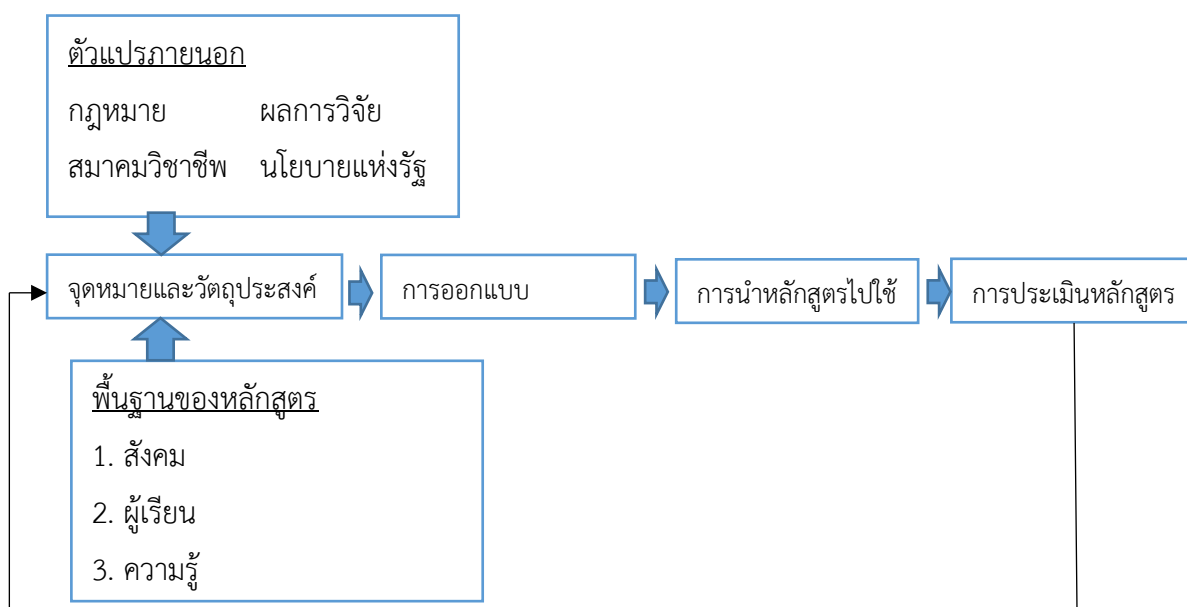 ตัวแปรภายนอก
กฎหมาย ผลการวิจัย
สมาคมวิชาชีพ นโยบายแห่งรัฐ
จุดหมายและวัตถุประสงค์
การออกแบบ
การนำหลักสูตรไปใช้
การประเมินหลักสูตร
พื้นฐานของหลักสูตร
1. สังคม
2. ผู้เรียน
3. ความรู้